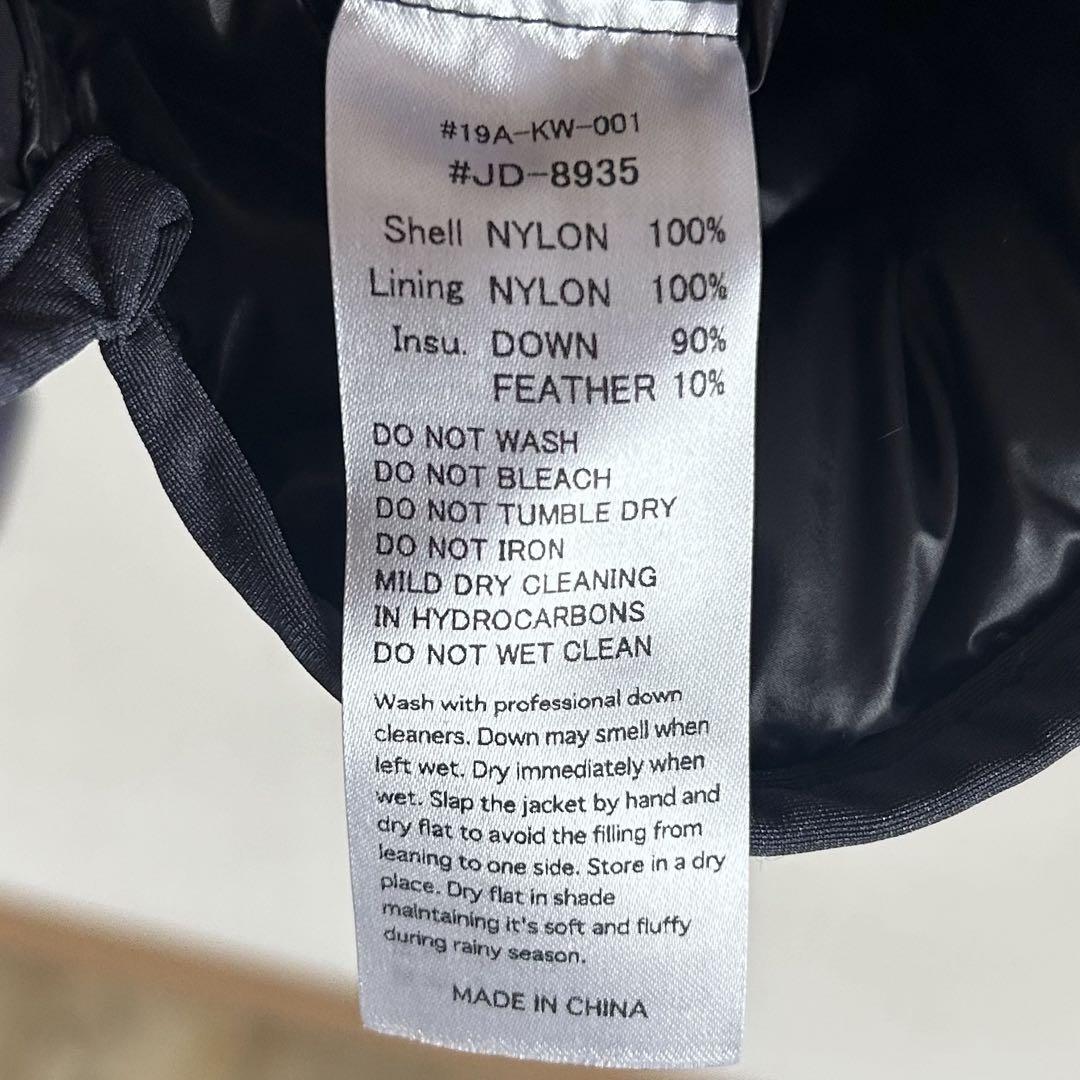 #19A-KW-001
#JD-8935
Shell NYLON 100%
Lining NYLON 100%
Insu. DOWN 90%
FEATHER 10%
DO NOT WASH
DO NOT BLEACH
DO NOT TUMBLE DRY
DO NOT IRON
MILD DRY CLEANING
IN HYDROCARBONS
DO NOT WET CLEAN
Wash with professional down
cleaners. Down may smell when
left wet. Dry immediately when
wet. Slap the jacket by hand and
dry flat to avoid the filling from
leaning to one side. Store in a dry
place. Dry flat in shade
maintaining it's soft and fluffy
during rainy season.
MADE IN CHINA